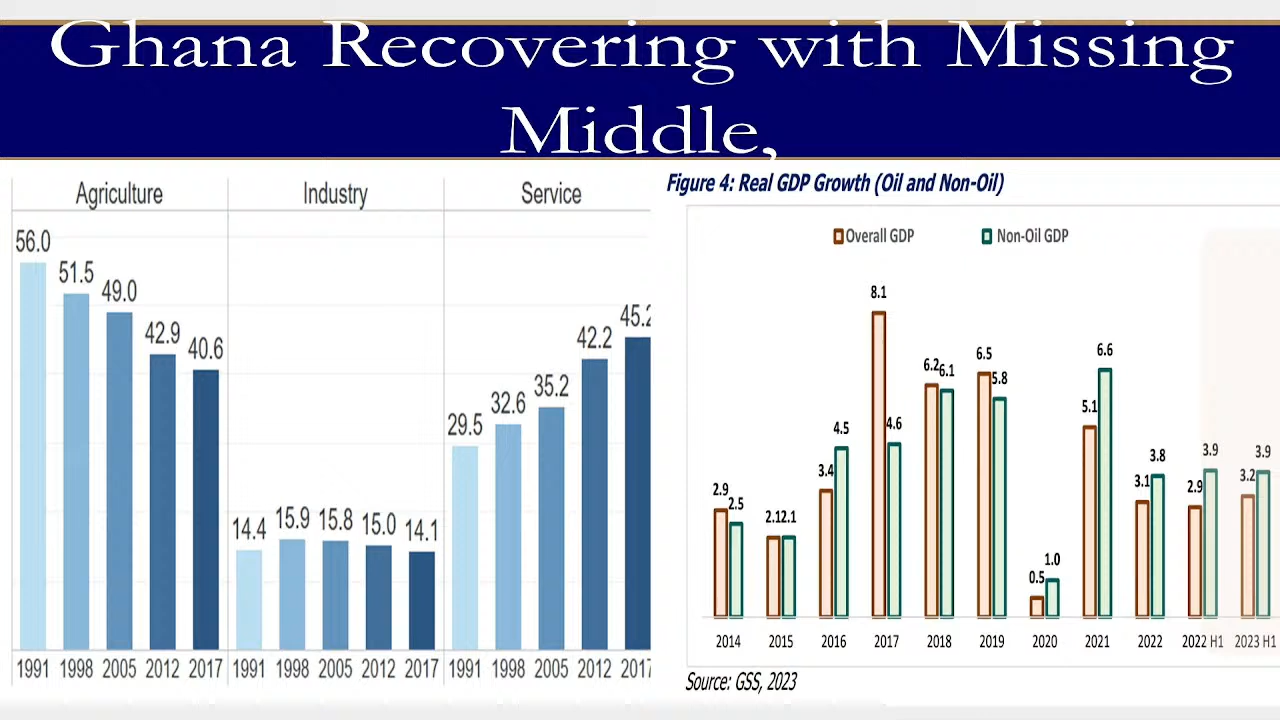 Ghana Recovering with Missing
Middle,
Agriculture
Industry
Service
56.0
51.5
49.0
42.9
40.6
14.4
15.9
15.8
15.0
14.1
29.5
32.6
35.2
42.2
45.2
1991 1998 2005 2012 2017
1991 1998 2005 2012 2017
1991 1998 2005 2012 2017
Figure 4: Real GDP Growth (Oil and Non-Oil)
Overall GDP
Non-Oil GDP
2.9 2.5
2.1 2.1
3.4 4.5
8.1 4.6
6.2 6.1
6.5 5.8
0.5 1.0
5.1 6.6
3.1 3.8
2.9 3.9
3.2 3.9
2014 2015 2016 2017 2018 2019 2020 2021 2022 2022 H1 2023 H1
Source: GSS, 2023